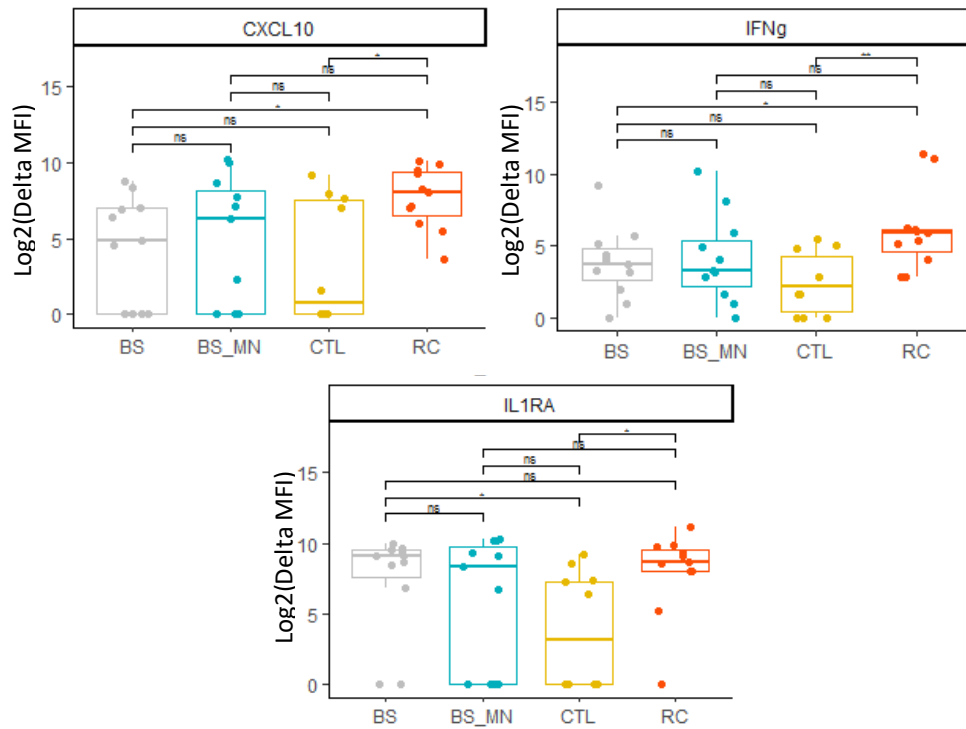 CXCL10
Log2(Delta MFI)
15
10
5
0
*
ns
ns
*
ns
ns
BS BS_MN CTL RC
IFNg
Log2(Delta MFI)
15
10
5
0
**
ns
ns
*
ns
ns
BS BS_MN CTL RC
IL1RA
Log2(Delta MFI)
15
10
5
0
*
ns
ns
ns
*
ns
BS BS_MN CTL RC